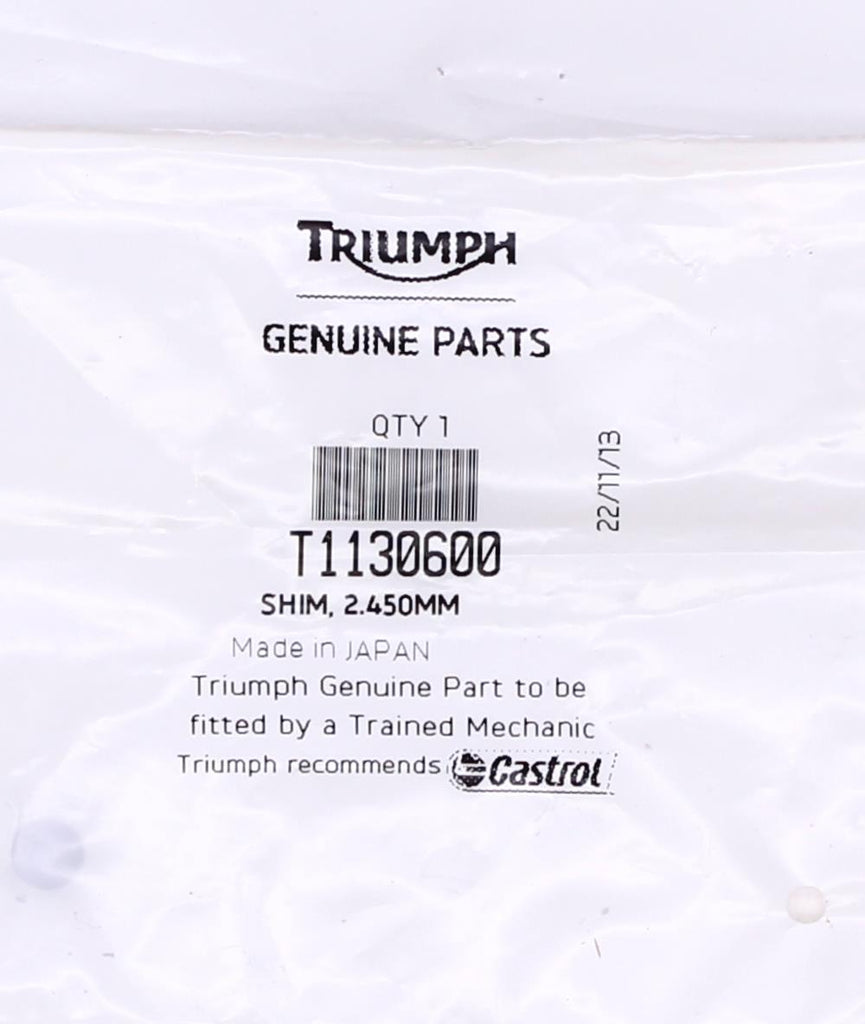 TRIUMPH
GENUINE PARTS
QTY 1
22/11/13
T1130600
SHIM, 2.450MM
Made in JAPAN
Triumph Genuine Part to be
fitted by a Trained Mechanic
Triumph recommends Castrol